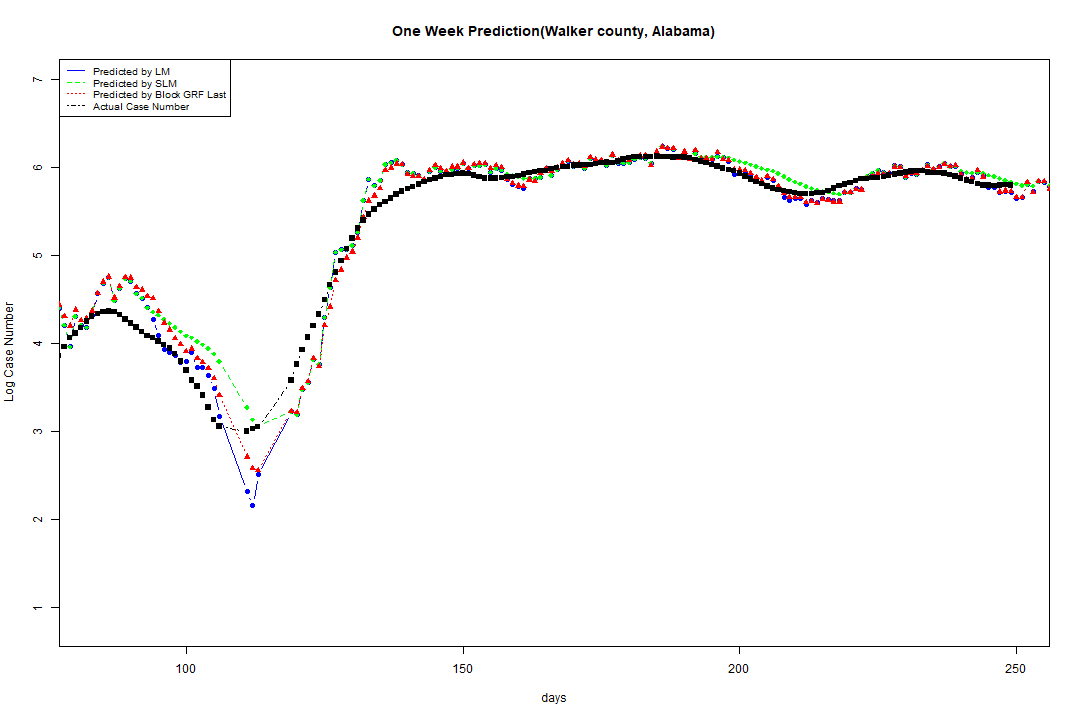 One Week Prediction(Walker county, Alabama)
Predicted by LM
Predicted by SLM
Predicted by Block GRF Last
Actual Case Number
7
6
5
4
3
2
1
Log Case Number
100 150 200 250
days